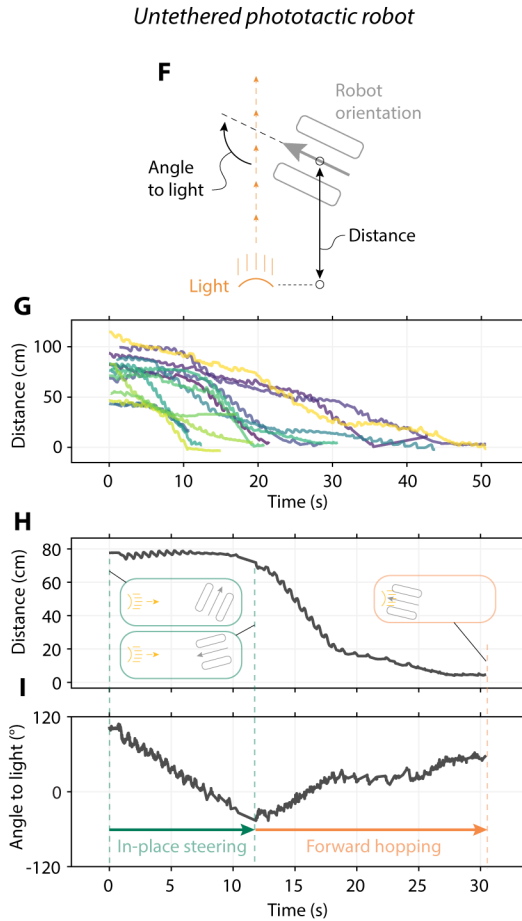 Untethered phototactic robot
F
Robot
orientation
Angle
to light
Distance
Light
G
Distance (cm)
100
50
0
0 10 20 30 40 50
Time (s)
H
Distance (cm)
80
60
40
20
0
I
Angle to light (°)
120
0
-120
In-place steering
Forward hopping
0 5 10 15 20 25 30
Time (s)